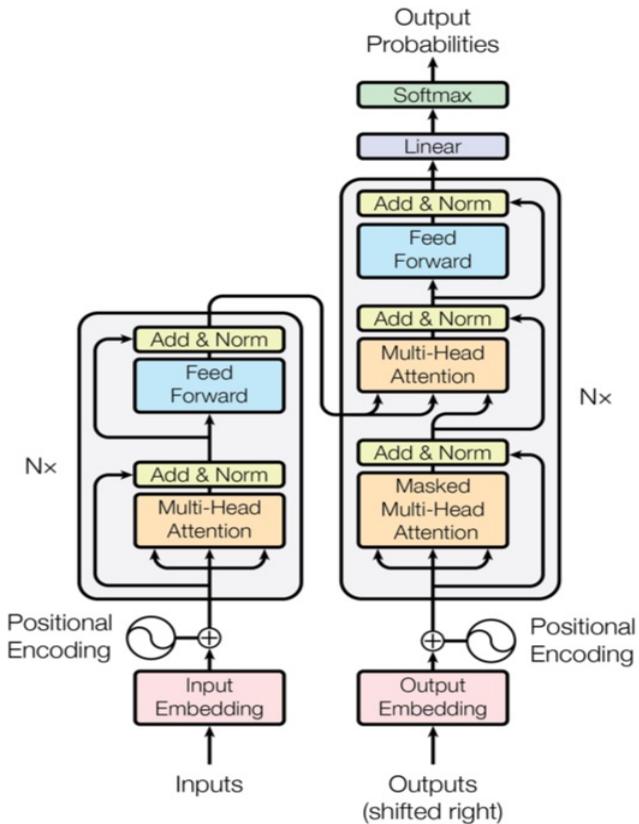 Output
Probabilities
Softmax
Linear
Add & Norm
Feed
Forward
Add & Norm
Multi-Head
Attention
Nx
Add & Norm
Masked
Multi-Head
Attention
Add & Norm
Feed
Forward
Nx
Add & Norm
Multi-Head
Attention
Positional
Encoding
Positional
Encoding
Input
Embedding
Output
Embedding
Inputs
Outputs
(shifted right)